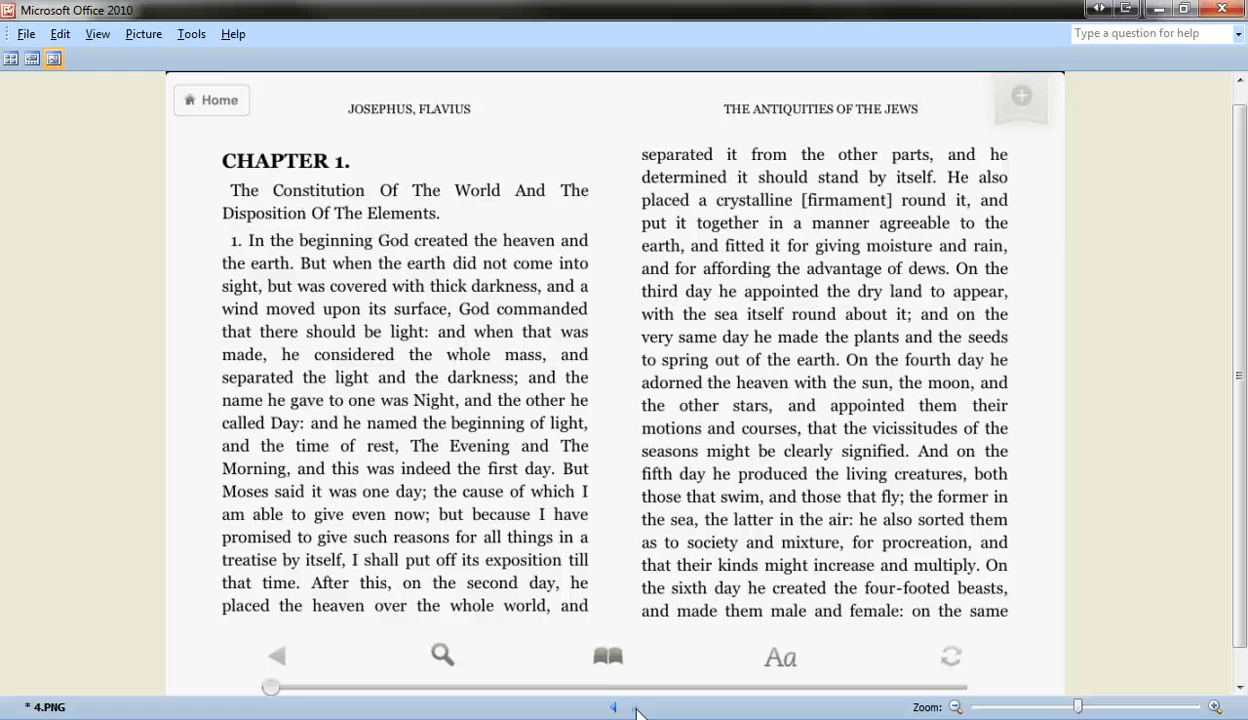 Microsoft Office 2010
File Edit View Picture Tools Help
Type a question for help
Home
JOSEPHUS, FLAVIUS
THE ANTIQUITIES OF THE JEWS
CHAPTER 1.
The Constitution Of The World And The
Disposition Of The Elements.
1. In the beginning God created the heaven and
the earth. But when the earth did not come into
sight, but was covered with thick darkness, and a
wind moved upon its surface, God commanded
that there should be light: and when that was
made, he considered the whole mass, and
separated the light and the darkness; and the
name he gave to one was Night, and the other he
called Day: and he named the beginning of light,
and the time of rest, The Evening and The
Morning, and this was indeed the first day. But
Moses said it was one day; the cause of which I
am able to give even now; but because I have
promised to give such reasons for all things in a
treatise by itself, I shall put off its exposition till
that time. After this, on the second day, he
placed the heaven over the whole world, and
separated it from the other parts, and he
determined it should stand by itself. He also
placed a crystalline [firmament] round it, and
put it together in a manner agreeable to the
earth, and fitted it for giving moisture and rain,
and for affording the advantage of dews. On the
third day he appointed the dry land to appear,
with the sea itself round about it; and on the
very same day he made the plants and the seeds
to spring out of the earth. On the fourth day he
adorned the heaven with the sun, the moon, and
the other stars, and appointed them their
motions and courses, that the vicissitudes of the
seasons might be clearly signified. And on the
fifth day he produced the living creatures, both
those that swim, and those that fly; the former in
the sea, the latter in the air: he also sorted them
as to society and mixture, for procreation, and
that their kinds might increase and multiply. On
the sixth day he created the four-footed beasts,
and made them male and female: on the same
Aa
* 4.PNG
Zoom: